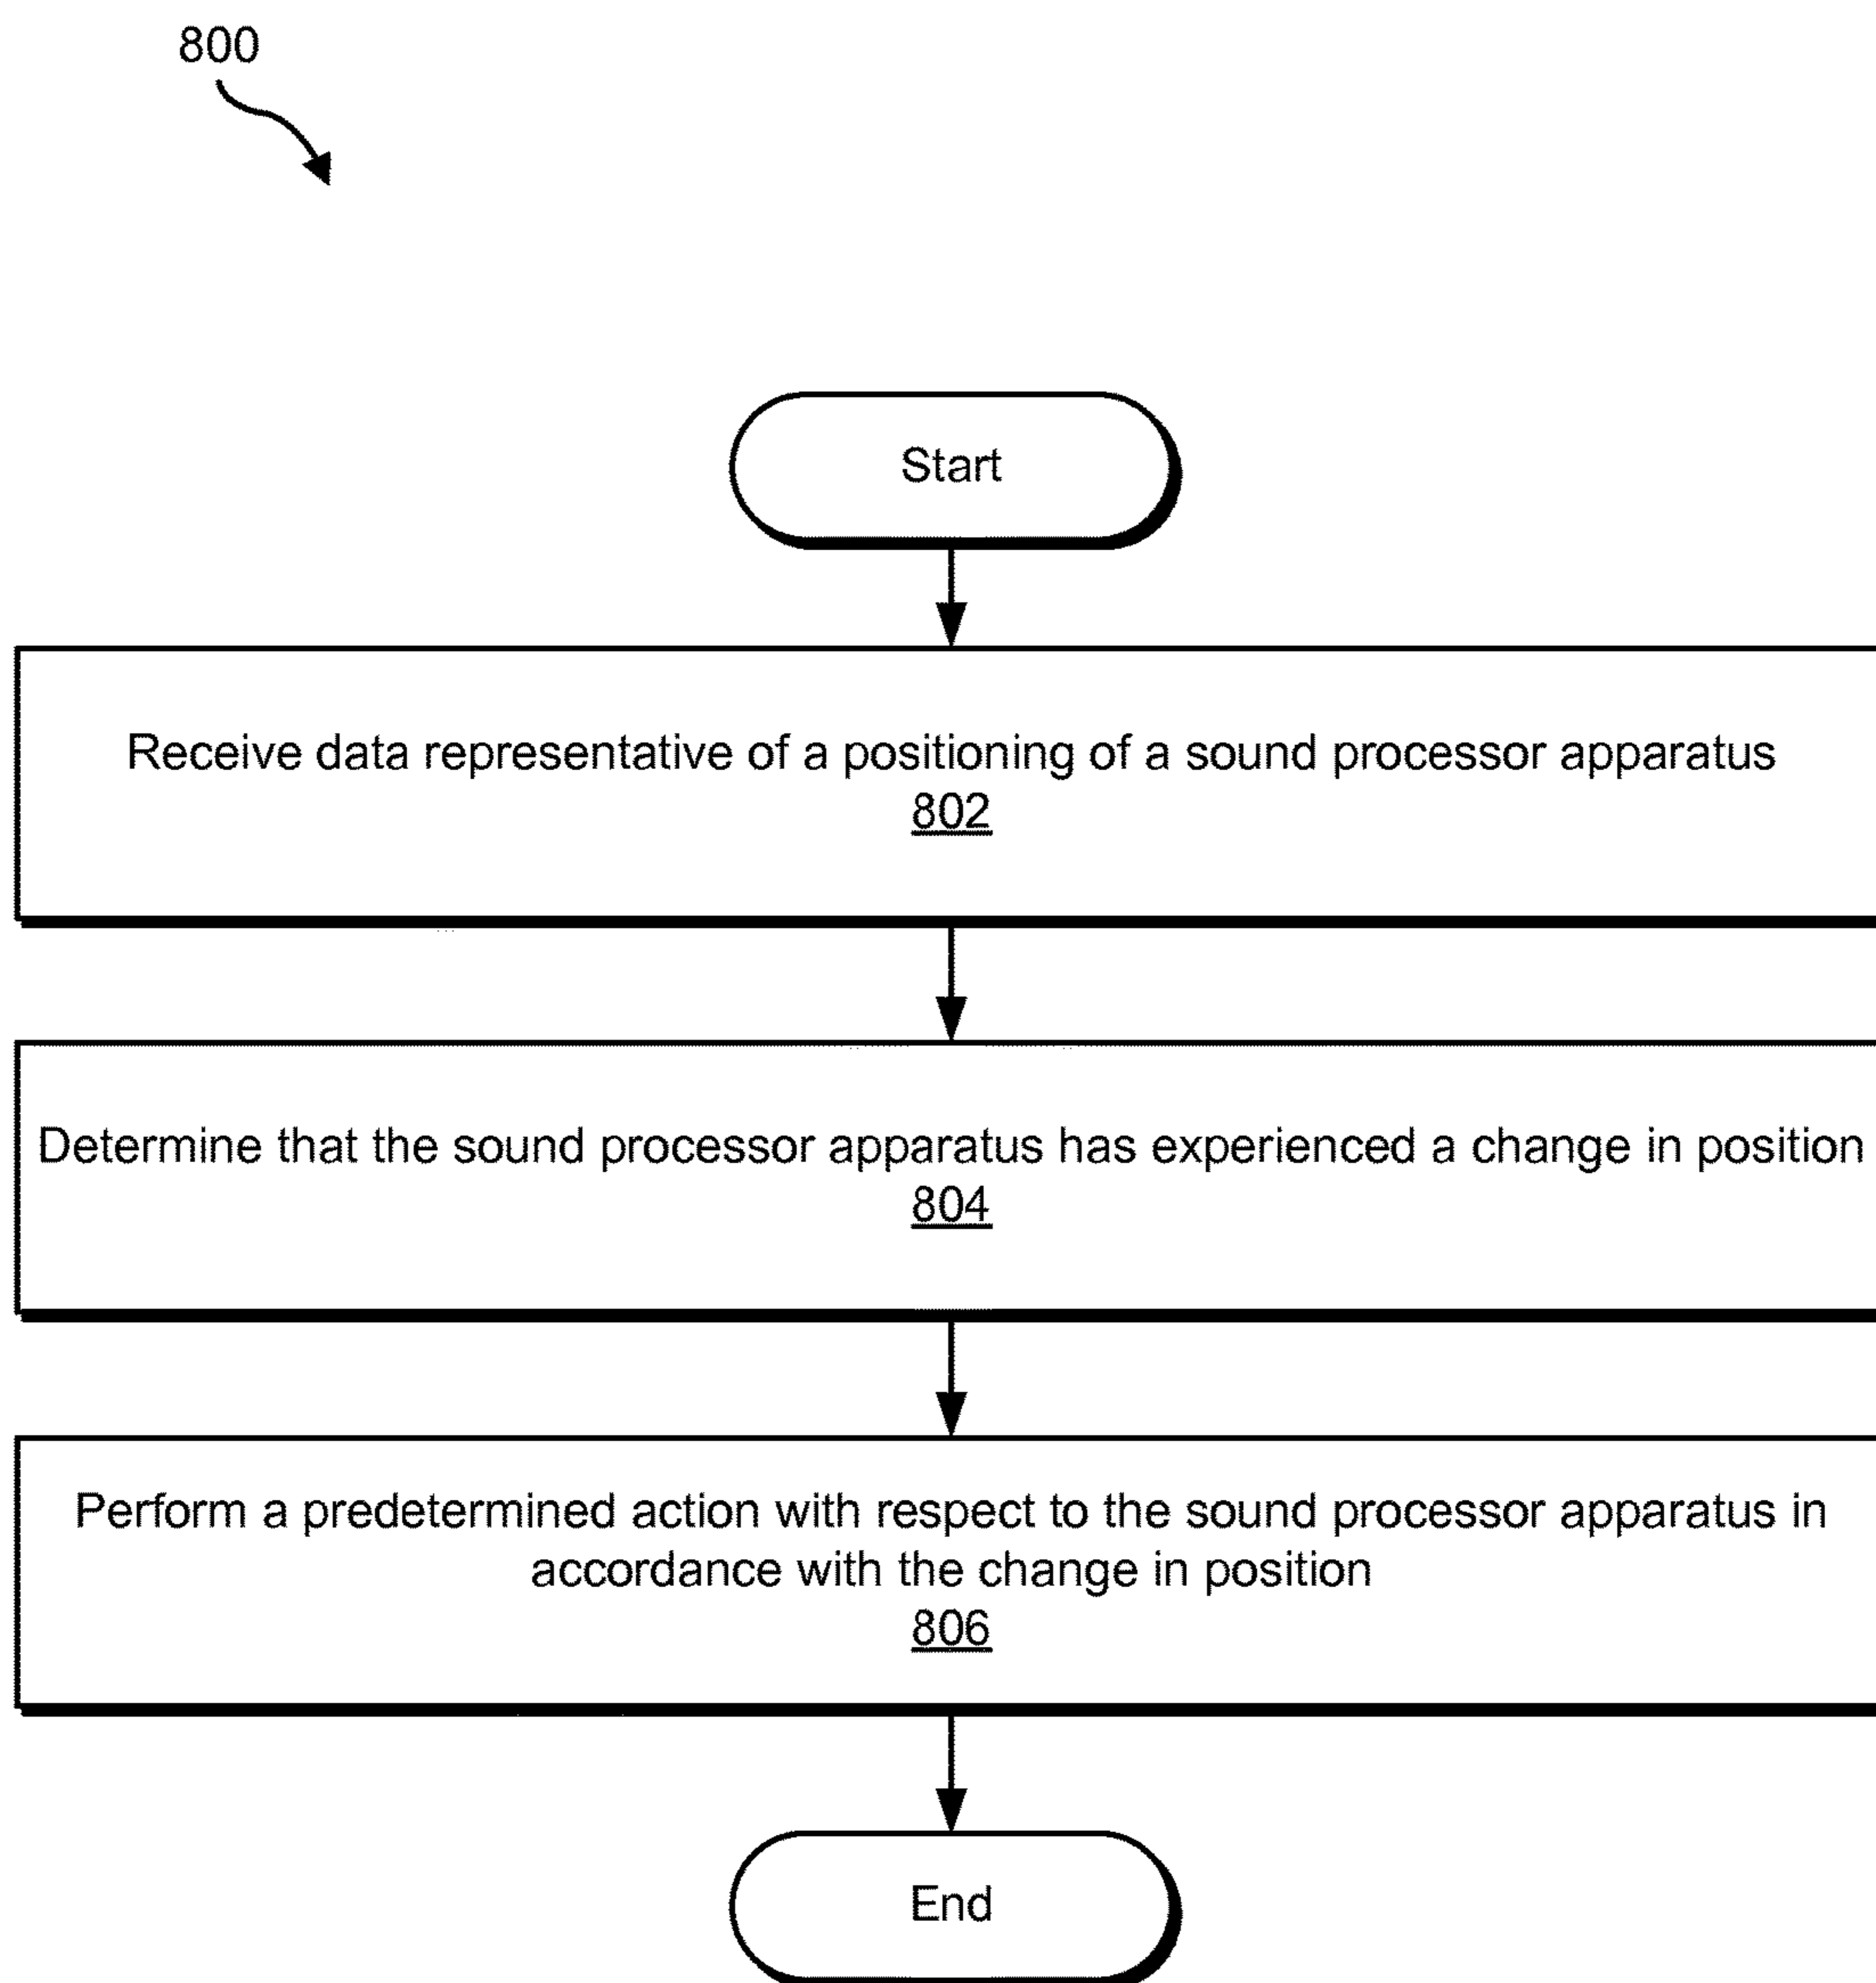 800
Start
Receive data representative of a positioning of a sound processor apparatus
802
Determine that the sound processor apparatus has experienced a change in position
804
Perform a predetermined action with respect to the sound processor apparatus in
accordance with the change in position
806
End